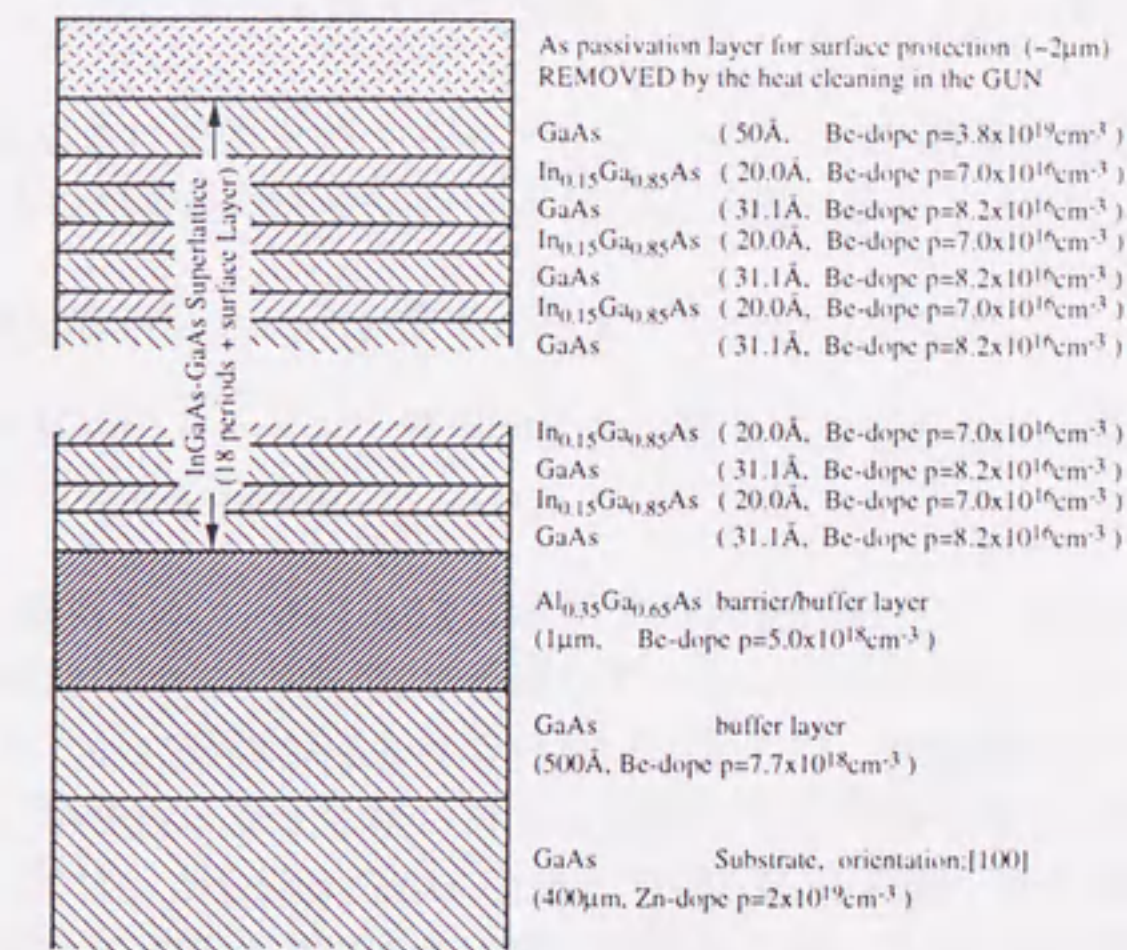 As passivation layer for surface protection (~2μm)
REMOVED by the heat cleaning in the GUN
GaAs ( 50Å, Be-dope p=3.8x10¹⁹cm⁻³ )
In₀.₁₅Ga₀.₈₅As ( 20.0Å, Be-dope p=7.0x10¹⁶cm⁻³ )
GaAs ( 31.1Å, Be-dope p=8.2x10¹⁶cm⁻³ )
In₀.₁₅Ga₀.₈₅As ( 20.0Å, Be-dope p=7.0x10¹⁶cm⁻³ )
GaAs ( 31.1Å, Be-dope p=8.2x10¹⁶cm⁻³ )
In₀.₁₅Ga₀.₈₅As ( 20.0Å, Be-dope p=7.0x10¹⁶cm⁻³ )
GaAs ( 31.1Å, Be-dope p=8.2x10¹⁶cm⁻³ )
InGaAs-GaAs Superlattice
(18 periods + surface Layer)
In₀.₁₅Ga₀.₈₅As ( 20.0Å, Be-dope p=7.0x10¹⁶cm⁻³ )
GaAs ( 31.1Å, Be-dope p=8.2x10¹⁶cm⁻³ )
In₀.₁₅Ga₀.₈₅As ( 20.0Å, Be-dope p=7.0x10¹⁶cm⁻³ )
GaAs ( 31.1Å, Be-dope p=8.2x10¹⁶cm⁻³ )
Al₀.₃₅Ga₀.₆₅As barrier/buffer layer
(1μm, Be-dope p=5.0x10¹⁸cm⁻³ )
GaAs buffer layer
(500Å, Be-dope p=7.7x10¹⁸cm⁻³ )
GaAs Substrate, orientation:[100]
(400μm, Zn-dope p=2x10¹⁹cm⁻³ )